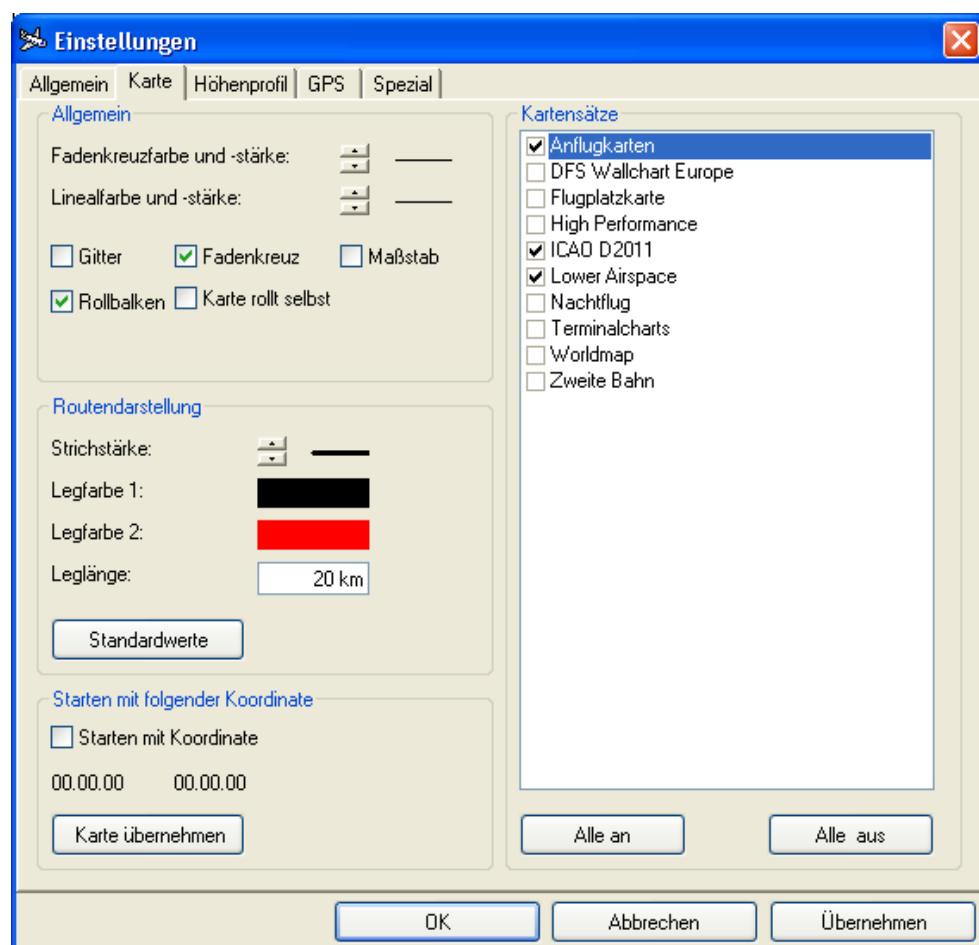 Einstellungen
Allgemein Karte Höhenprofil GPS Spezial
Allgemein
Fadenkreuzfarbe und -stärke:
Linealfarbe und -stärke:
Gitter Fadenkreuz Maßstab
Rollbalken Karte rollt selbst
Routendarstellung
Strichstärke:
Legfarbe 1:
Legfarbe 2:
Leglänge: 20 km
Standardwerte
Starten mit folgender Koordinate
Starten mit Koordinate
00.00.00 00.00.00
Karte übernehmen
Kartensätze
Anflugkarten
DFS Wallchart Europe
Flugplatzkarte
High Performance
ICAO D2011
Lower Airspace
Nachtflug
Terminalcharts
Worldmap
Zweite Bahn
Alle an Alle aus
OK Abbrechen Übernehmen